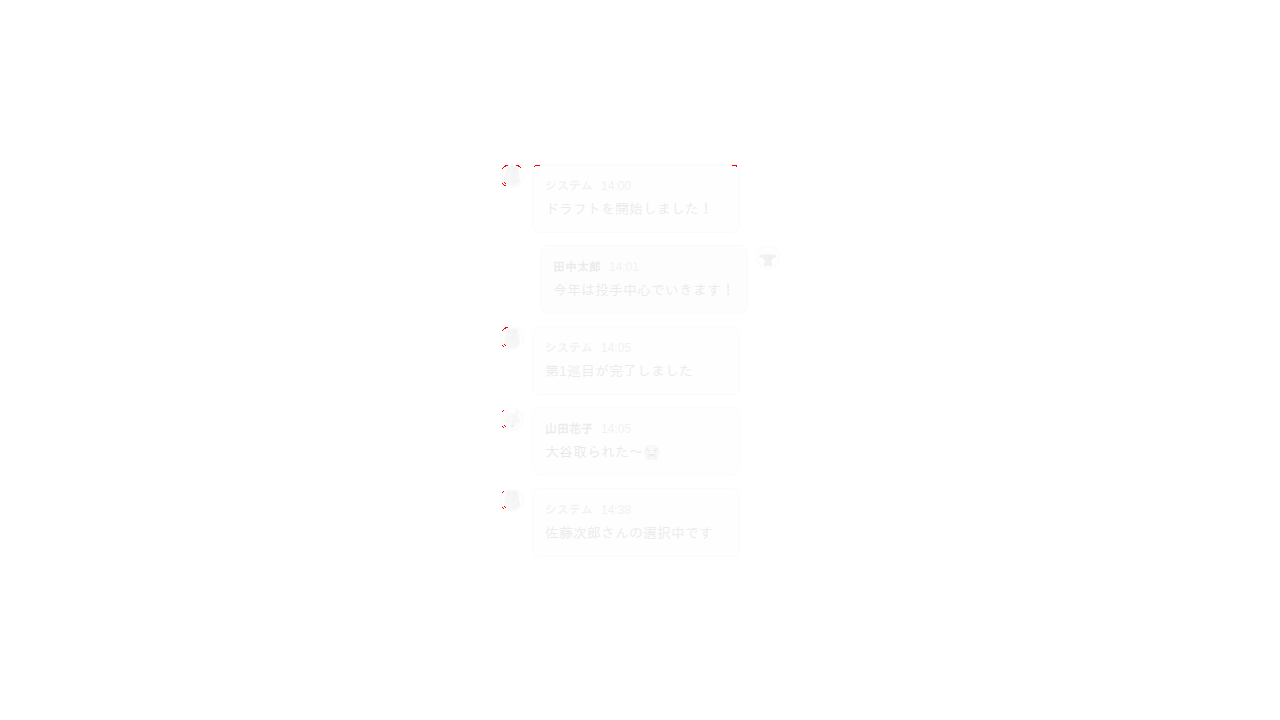 システム 14:00
ドラフトを開始しました！
田中太郎 14:01
今年は投手中心でいきます！
システム 14:05
第1巡目が完了しました
山田花子 14:05
大谷取られた〜😭
システム 14:39
佐藤次郎さんの選択中です